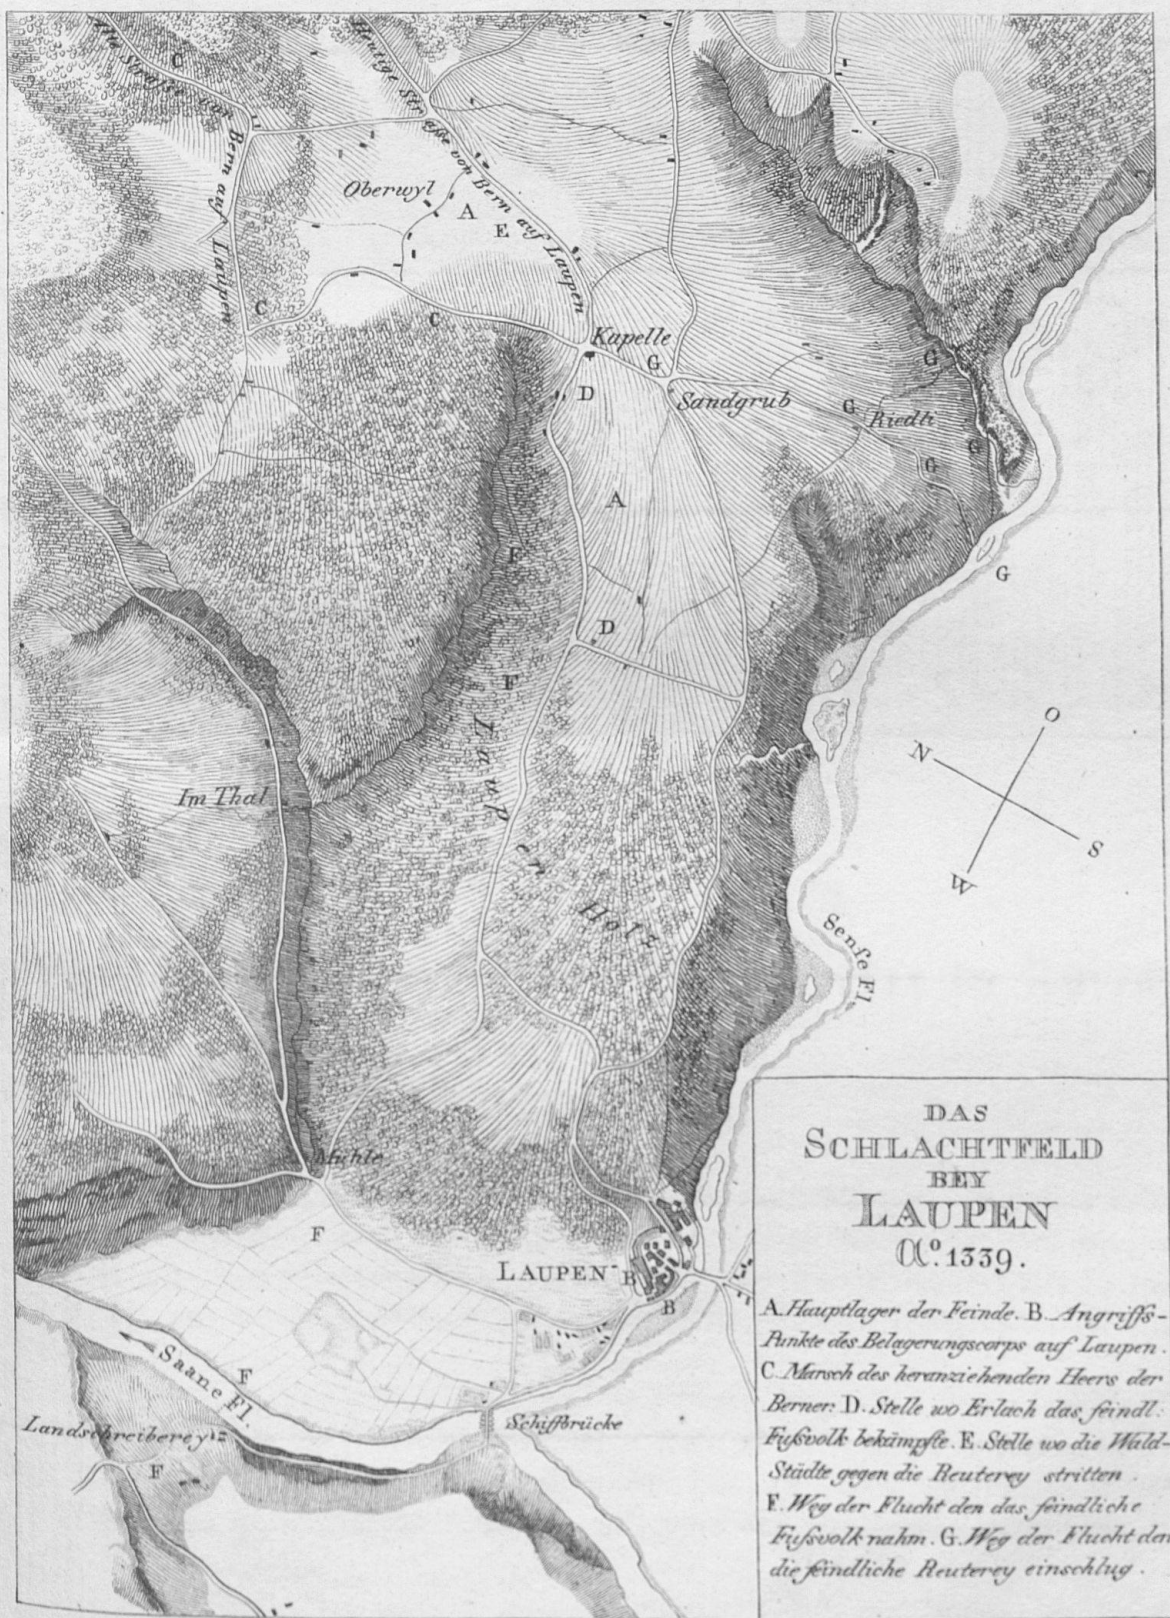 Alte Strasse von Bern auf Laupen
C
Heutige Strasse von Bern auf Laupen
Oberwyl
A
E
C
C
Kapelle
G
G
D
Sandgrub
G
Riedli
G
G
A
F
G
D
F
Laupen Holz
O
N
S
W
Im Thal
Sense Fl.
Mühle
F
LAUPEN
B
B
Saane Fl.
F
Schiffbrücke
Landschreiberey
F
DAS
SCHLACHTFELD
BEY
LAUPEN
Ao. 1339.
A. Hauptlager der Feinde. B. Angriffs-
Punkte des Belagerungscorps auf Laupen.
C. Marsch des heranziehenden Heers der
Berner. D. Stelle wo Erlach das feindl:
Fußvolk bekämpfte. E. Stelle wo die Wald-
Städte gegen die Reuterey stritten.
F. Weg der Flucht den das feindliche
Fußvolk nahm. G. Weg der Flucht den
die feindliche Reuterey einschlug.